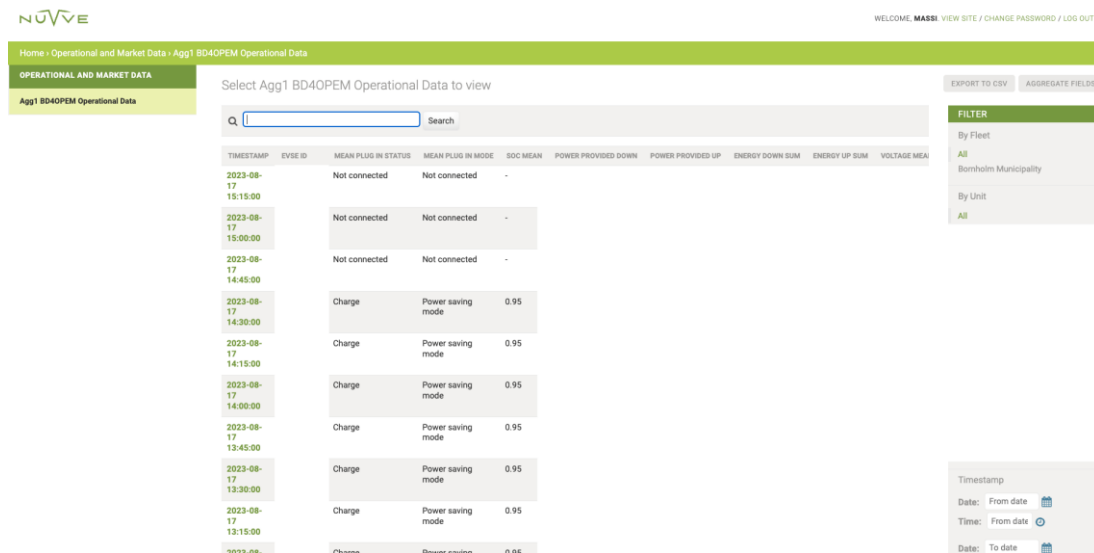 NUVVE
WELCOME, MASSI. VIEW SITE / CHANGE PASSWORD / LOG OUT
Home › Operational and Market Data › Agg1 BD4OPEM Operational Data
OPERATIONAL AND MARKET DATA
Agg1 BD4OPEM Operational Data
Select Agg1 BD4OPEM Operational Data to view
EXPORT TO CSV AGGREGATE FIELDS
Search
FILTER
By Fleet
All
Bornholm Municipality
By Unit
All
TIMESTAMP EVSE ID MEAN PLUG IN STATUS MEAN PLUG IN MODE SOC MEAN POWER PROVIDED DOWN POWER PROVIDED UP ENERGY DOWN SUM ENERGY UP SUM VOLTAGE MEA
2023-08- Not connected Not connected -
17
15:15:00
2023-08- Not connected Not connected -
17
15:00:00
2023-08- Not connected Not connected -
17
14:45:00
2023-08- Charge Power saving 0.95
17 mode
14:30:00
2023-08- Charge Power saving 0.95
17 mode
14:15:00
2023-08- Charge Power saving 0.95
17 mode
14:00:00
2023-08- Charge Power saving 0.95
17 mode
13:45:00
2023-08- Charge Power saving 0.95
17 mode
13:30:00
2023-08- Charge Power saving 0.95
17 mode
13:15:00
2023-08- Charge Power saving 0.95
Timestamp
Date: From date
Time: From date
Date: To date